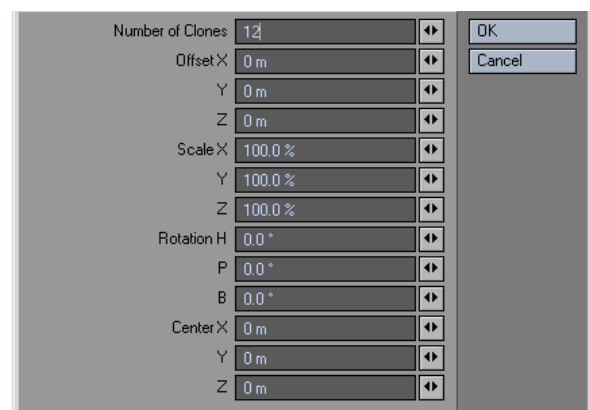 Number of Clones 12 OK
Offset X 0 m Cancel
Y 0 m
Z 0 m
Scale X 100.0 %
Y 100.0 %
Z 100.0 %
Rotation H 0.0 °
P 0.0 °
B 0.0 °
Center X 0 m
Y 0 m
Z 0 m